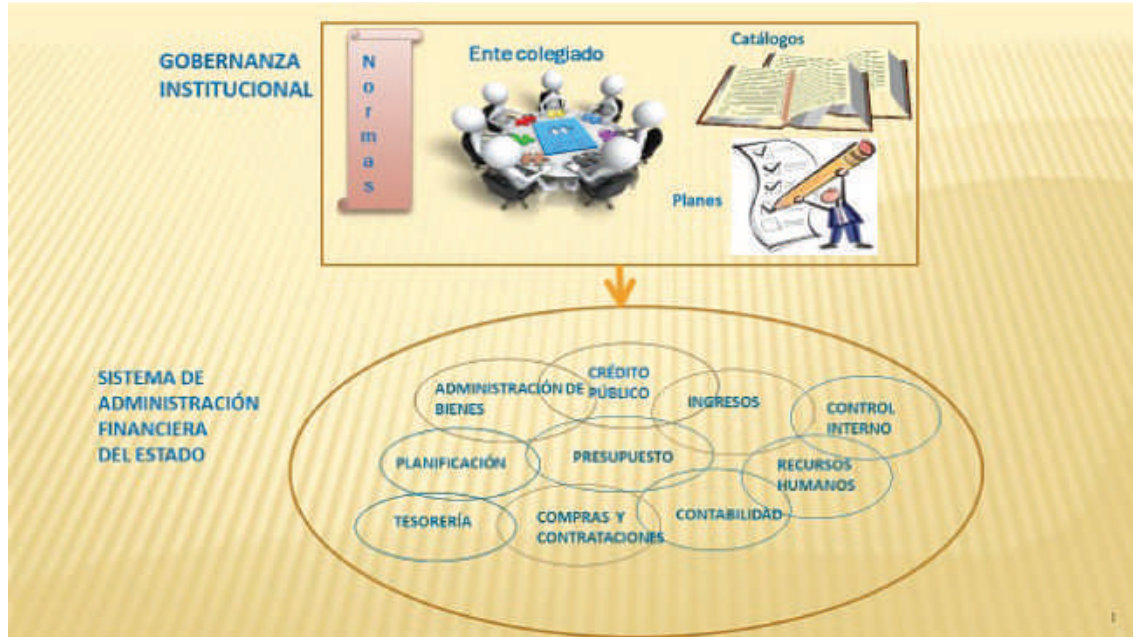 GOBERNANZA
INSTITUCIONAL
Normas
Ente colegiado
Catálogos
Planes
SISTEMA DE
ADMINISTRACIÓN
FINANCIERA
DEL ESTADO
ADMINISTRACIÓN DE
BIENES
CRÉDITO
PÚBLICO
INGRESOS
CONTROL
INTERNO
PLANIFICACIÓN
PRESUPUESTO
RECURSOS
HUMANOS
TESORERÍA
COMPRAS Y
CONTRATACIONES
CONTABILIDAD